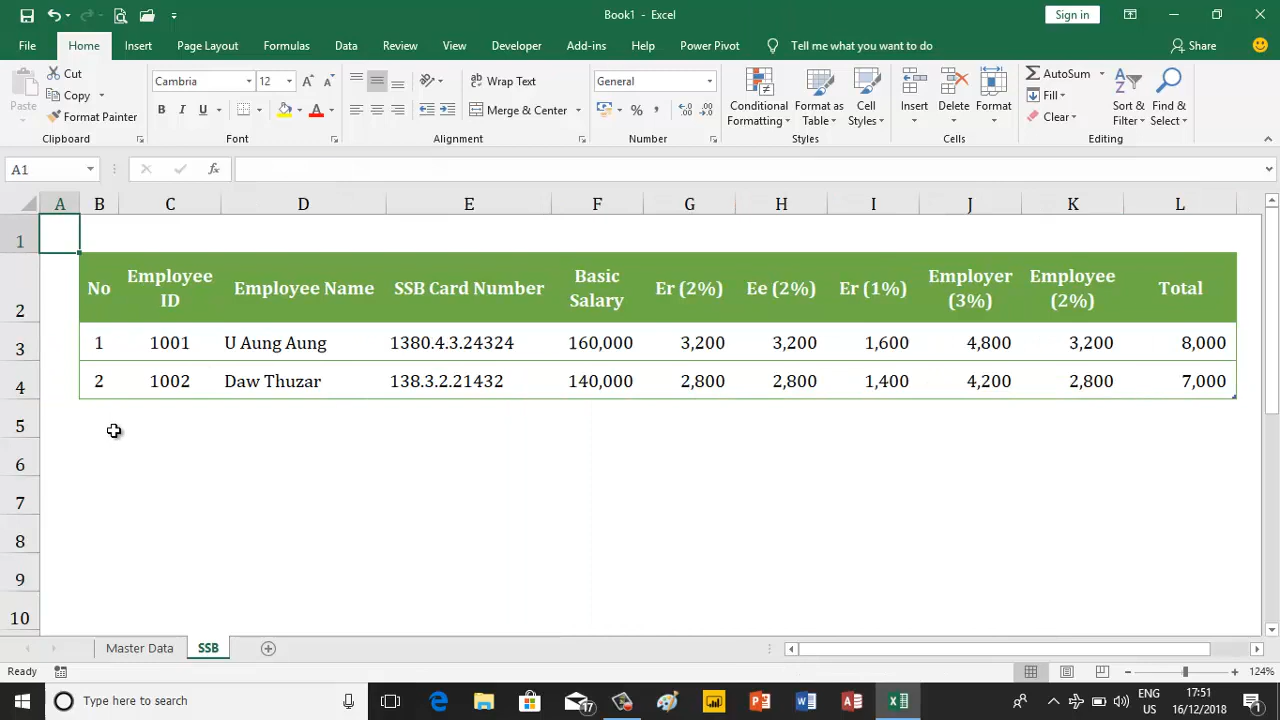 Book1 - Excel
Sign in
File Home Insert Page Layout Formulas Data Review View Developer Add-ins Help Power Pivot Tell me what you want to do Share
Paste
Cut
Copy
Format Painter
Clipboard
Cambria 12
B I U
Font
Wrap Text
Merge & Center
Alignment
General
%
Number
Conditional Formatting
Format as Table
Cell Styles
Styles
Insert Delete Format
Cells
AutoSum
Fill
Clear
Sort & Filter
Find & Select
Editing
A1 fx
A B C D E F G H I J K L
1
2 No Employee ID Employee Name SSB Card Number Basic Salary Er (2%) Ee (2%) Er (1%) Employer (3%) Employee (2%) Total
3 1 1001 U Aung Aung 1380.4.3.24324 160,000 3,200 3,200 1,600 4,800 3,200 8,000
4 2 1002 Daw Thuzar 138.3.2.21432 140,000 2,800 2,800 1,400 4,200 2,800 7,000
5
6
7
8
9
10
Master Data SSB
Ready 124%
Type here to search 17 ENG US 17:51 16/12/2018 1